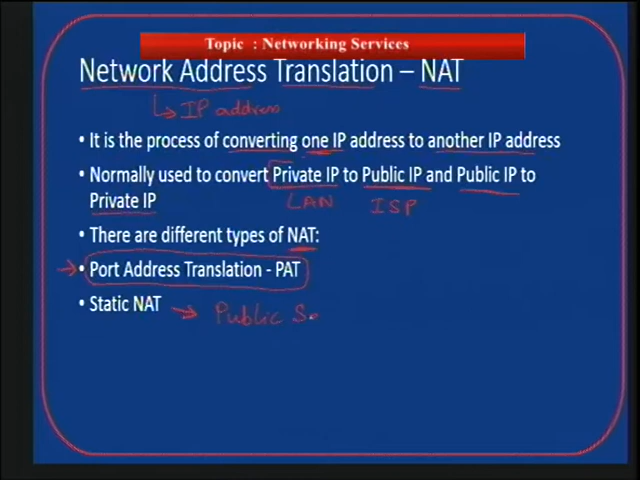 Topic : Networking Services
Network Address Translation – NAT
IP address
• It is the process of converting one IP address to another IP address
• Normally used to convert Private IP to Public IP and Public IP to
Private IP
LAN ISP
• There are different types of NAT:
• Port Address Translation - PAT
• Static NAT → Public Se